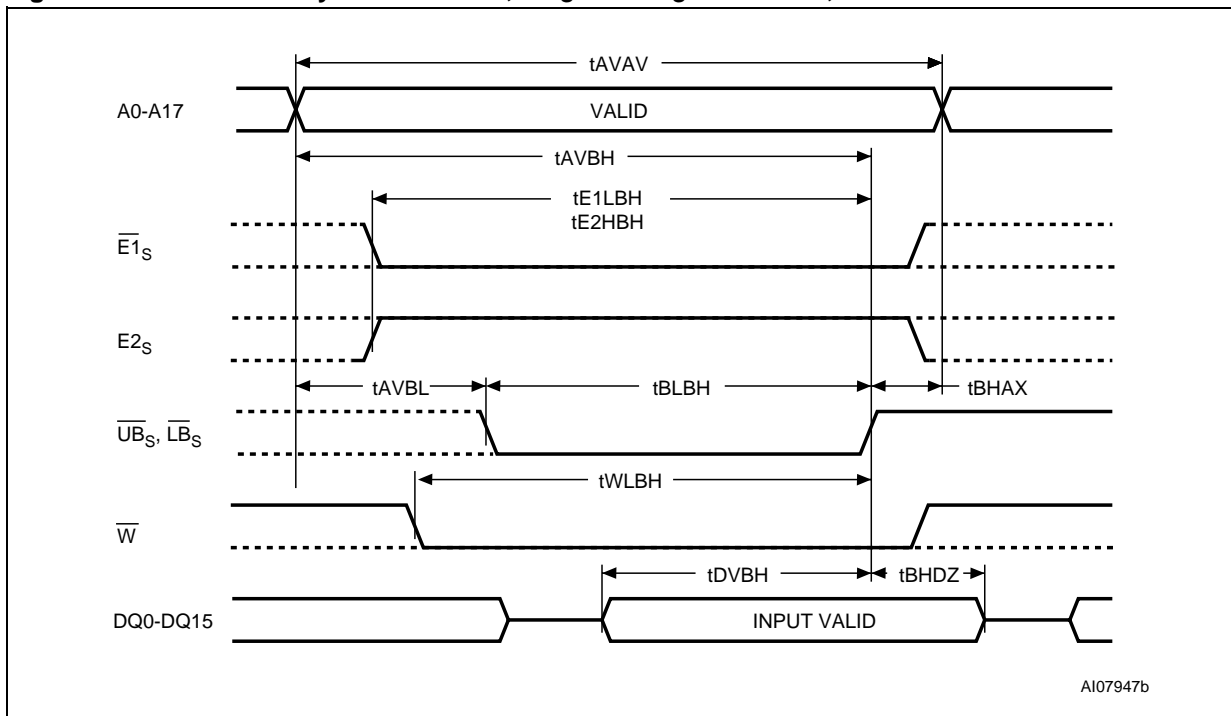 tAVAV
A0-A17
VALID
tAVBH
tE1LBH
tE2HBH
E1S
E2S
tAVBL
tBLBH
tBHAX
UBS, LBS
tWLBH
W
tDVBH
tBHDZ
DQ0-DQ15
INPUT VALID
AI07947b